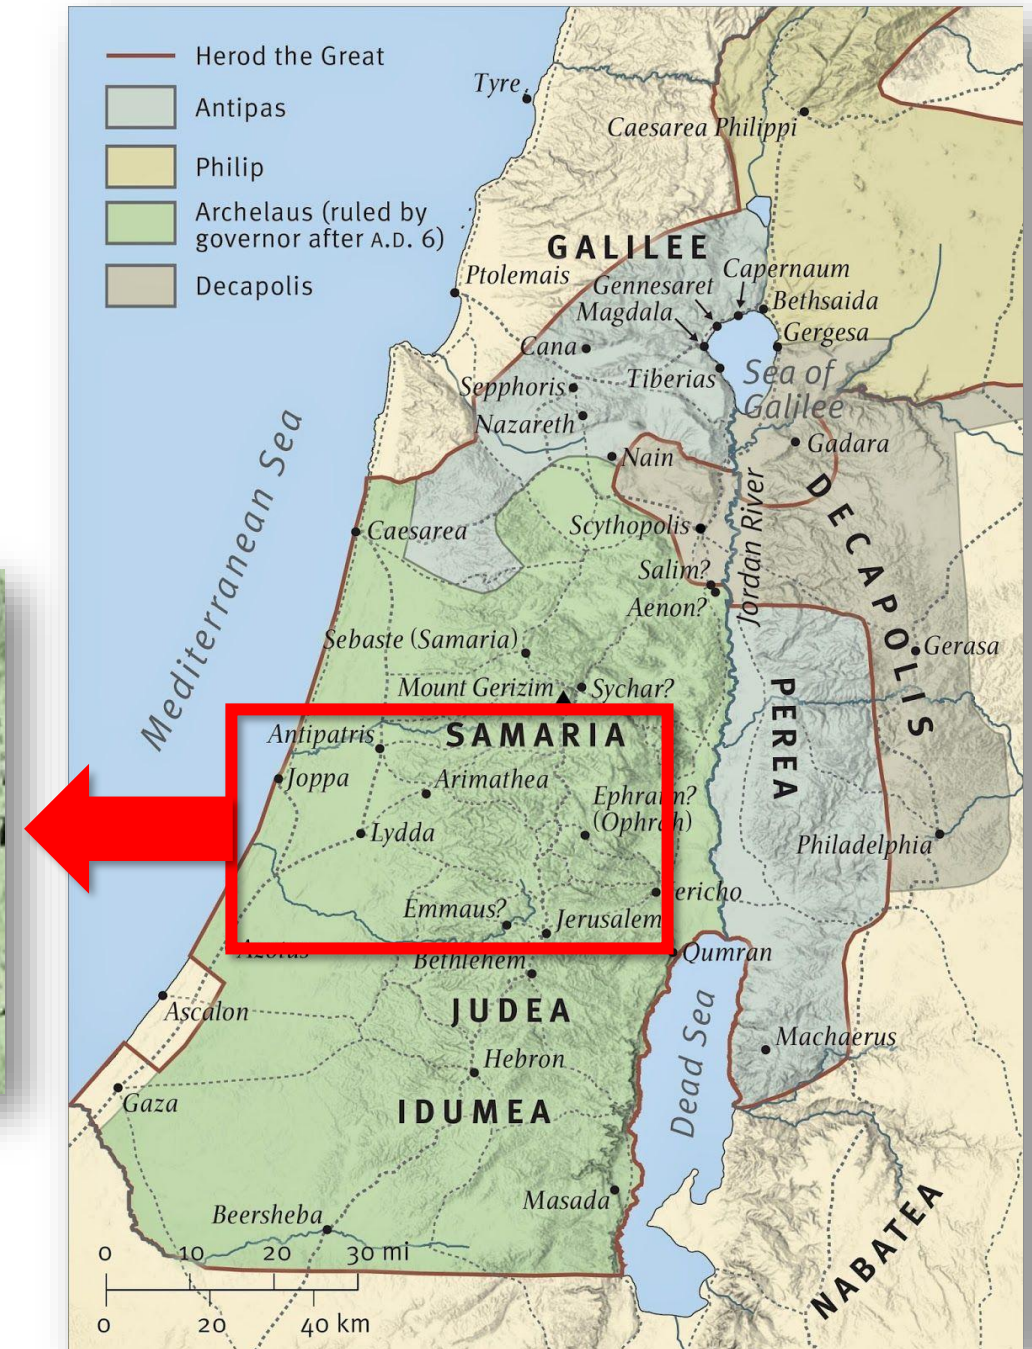 Herod the Great
Antipas
Philip
Archelaus (ruled by
governor after A.D. 6)
Decapolis
Tyre
Caesarea Philippi
GALILEE
Ptolemais
Capernaum
Gennesaret
Bethsaida
Magdala
Gergesa
Cana
Tiberias
Sea of
Galilee
Sepphoris
Nazareth
Gadara
Nain
DECAPOLIS
Mediterranean Sea
Caesarea
Scythopolis
Jordan River
Salim?
Aenon?
Sebaste (Samaria)
Gerasa
Mount Gerizim
Sychar?
PEREA
SAMARIA
Antipatris
Joppa
Arimathea
Ephraim?
(Ophrah)
Lydda
Philadelphia
Jericho
Emmaus?
Jerusalem
Azotus
Bethlehem
Qumran
JUDEA
Ascalon
Dead Sea
Machaerus
Hebron
Gaza
IDUMEA
Masada
Beersheba
NABATEA
0 10 20 30 mi
0 20 40 km